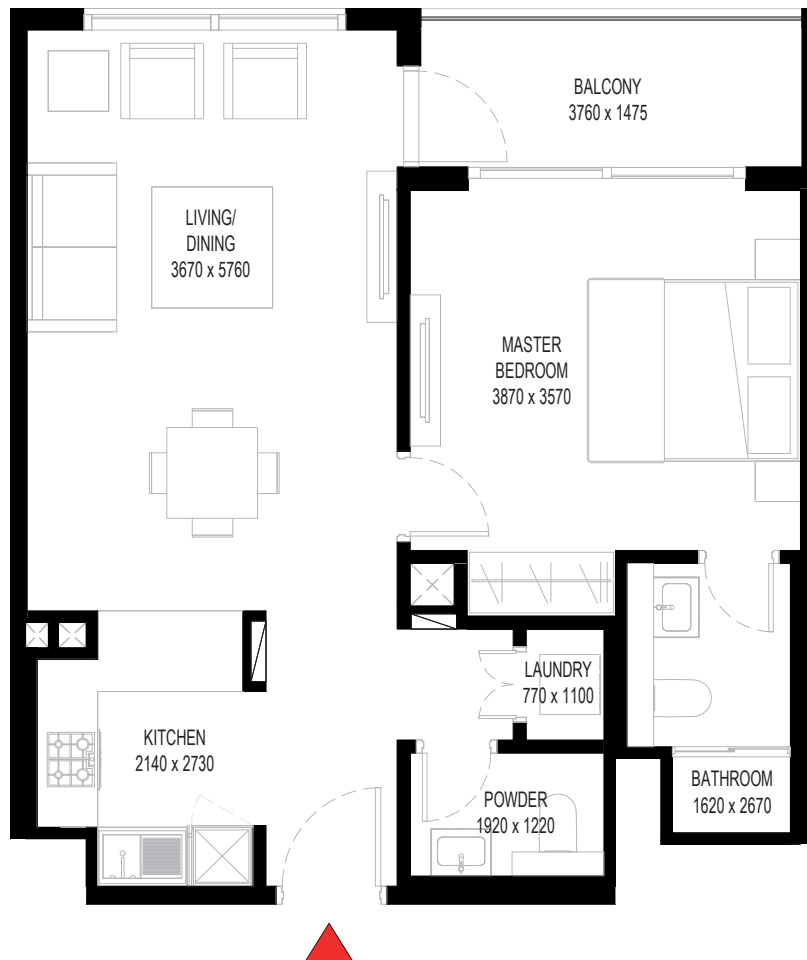 BALCONY
3760 x 1475
LIVING/
DINING
3670 x 5760
MASTER
BEDROOM
3870 x 3570
LAUNDRY
770 x 1100
KITCHEN
2140 x 2730
POWDER
1920 x 1220
BATHROOM
1620 x 2670